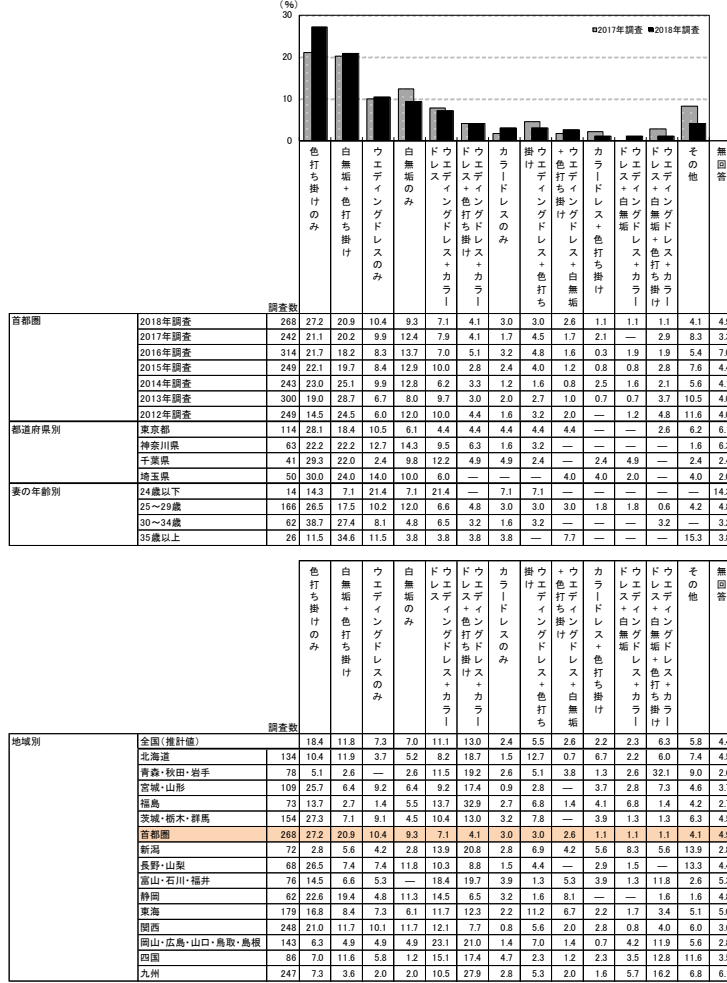 （％）
30
20
10
0
2017年調査 2018年調査
色打ち掛けのみ
白無垢＋色打ち掛け
ウエディングドレスのみ
白無垢のみ
ウエディングドレス＋カラードレス
ウエディングドレス＋カラードレス＋色打ち掛け
カラードレスのみ
ウエディングドレス＋色打ち掛け
ウエディングドレス＋白無垢＋色打ち掛け
カラードレス＋色打ち掛け
ウエディングドレス＋カラードレス＋白無垢
ウエディングドレス＋カラードレス＋白無垢＋色打ち掛け
その他
無回答
調査数
首都圏 2018年調査 268 27.2 20.9 10.4 9.3 7.1 4.1 3.0 3.0 2.6 1.1 1.1 1.1 4.1
2017年調査 242 21.1 20.2 9.9 12.4 7.9 4.1 1.7 4.5 1.7 2.1 — 2.9 8.3
2016年調査 314 21.7 18.2 8.3 13.7 7.0 5.1 3.2 4.8 1.6 0.3 1.9 1.9 5.4
2015年調査 249 22.1 19.7 8.4 12.9 10.0 2.8 2.4 4.0 1.2 0.8 0.8 2.8 7.6
2014年調査 243 23.0 25.1 9.9 12.8 6.2 3.3 1.2 1.6 0.8 2.5 1.6 2.1 5.6
2013年調査 300 19.0 28.7 6.7 8.0 9.7 3.0 2.0 2.7 1.0 0.7 0.7 3.7 10.5
2012年調査 249 14.5 24.5 6.0 12.0 10.0 4.4 1.6 3.2 2.0 — 1.2 4.8 11.6
都道府県別 東京都 114 28.1 18.4 10.5 6.1 4.4 4.4 4.4 4.4 4.4 — — 2.6 6.2
神奈川県 63 22.2 22.2 12.7 14.3 9.5 6.3 1.6 3.2 — — — — 1.6
千葉県 41 29.3 22.0 2.4 9.8 12.2 4.9 4.9 2.4 — 2.4 4.9 — 2.4
埼玉県 50 30.0 24.0 14.0 10.0 6.0 — — — 4.0 4.0 2.0 — 4.0
妻の年齢別 24歳以下 14 14.3 7.1 21.4 7.1 21.4 — 7.1 7.1 — — — — —
25～29歳 166 26.5 17.5 10.2 12.0 6.6 4.8 3.0 3.0 3.0 1.8 1.8 0.6 4.2
30～34歳 62 38.7 27.4 8.1 4.8 6.5 3.2 1.6 3.2 — — — 3.2 —
35歳以上 26 11.5 34.6 11.5 3.8 3.8 3.8 3.8 — 7.7 — — — 15.3
色打ち掛けのみ
白無垢＋色打ち掛け
ウエディングドレスのみ
白無垢のみ
ウエディングドレス＋カラードレス
ウエディングドレス＋カラードレス＋色打ち掛け
カラードレスのみ
ウエディングドレス＋色打ち掛け
ウエディングドレス＋白無垢＋色打ち掛け
カラードレス＋色打ち掛け
ウエディングドレス＋カラードレス＋白無垢
ウエディングドレス＋カラードレス＋白無垢＋色打ち掛け
その他
無回答
調査数
地域別 全国（推計値） 18.4 11.8 7.3 7.0 11.1 13.0 2.4 5.5 2.6 2.2 2.3 6.3 5.8
北海道 134 10.4 11.9 3.7 5.2 8.2 18.7 1.5 12.7 0.7 6.7 2.2 6.0 7.4
青森・秋田・岩手 78 5.1 2.6 — 2.6 11.5 19.2 2.6 5.1 3.8 1.3 2.6 32.1 9.0
宮城・山形 109 25.7 6.4 9.2 6.4 9.2 17.4 0.9 2.8 — 3.7 2.8 7.3 4.6
福島 73 13.7 2.7 1.4 5.5 13.7 32.9 2.7 6.8 1.4 4.1 6.8 1.4 4.2
茨城・栃木・群馬 154 27.3 7.1 9.1 4.5 10.4 13.0 3.2 7.8 — 3.9 1.3 1.3 6.3
首都圏 268 27.2 20.9 10.4 9.3 7.1 4.1 3.0 3.0 2.6 1.1 1.1 1.1 4.1
新潟 72 2.8 5.6 4.2 2.8 13.9 20.8 2.8 6.9 4.2 5.6 8.3 5.6 13.9
長野・山梨 68 26.5 7.4 7.4 11.8 10.3 8.8 1.5 4.4 — 2.9 1.5 — 13.3
富山・石川・福井 76 14.5 6.6 5.3 — 18.4 19.7 3.9 1.3 5.3 3.9 1.3 11.8 2.6
静岡 62 22.6 19.4 4.8 11.3 14.5 6.5 3.2 1.6 8.1 — — 1.6 1.6
東海 179 16.8 8.4 7.3 6.1 11.7 12.3 2.2 11.2 6.7 2.2 1.7 3.4 5.1
関西 248 21.0 11.7 10.1 11.7 12.1 7.7 0.8 5.6 2.0 2.8 0.8 4.0 6.0
岡山・広島・山口・鳥取・島根 143 6.3 4.9 4.9 4.9 23.1 21.0 1.4 7.0 1.4 0.7 4.2 11.9 5.6
四国 86 7.0 11.6 5.8 1.2 15.1 17.4 4.7 2.3 1.2 2.3 3.5 12.8 11.6
九州 247 7.3 3.6 2.0 2.0 10.5 27.9 2.8 5.3 2.0 1.6 5.7 16.2 6.8